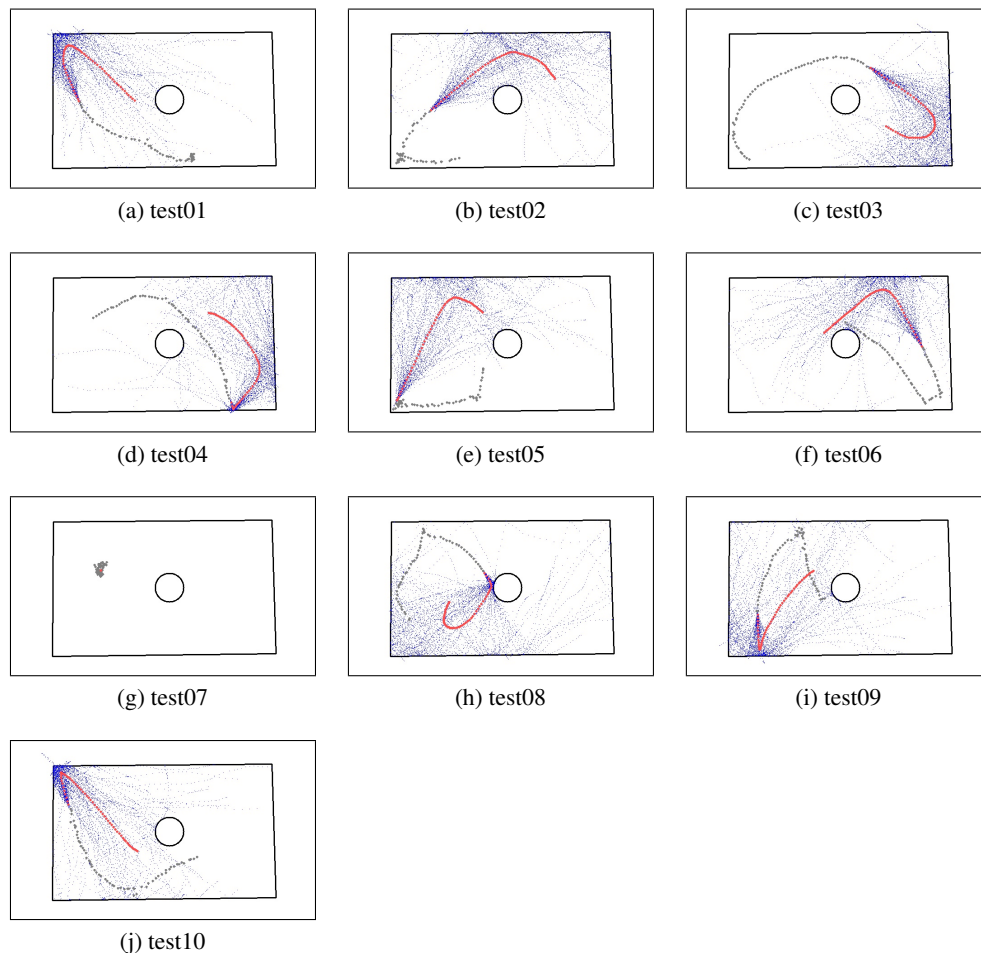 (a) test01
(b) test02
(c) test03
(d) test04
(e) test05
(f) test06
(g) test07
(h) test08
(i) test09
(j) test10